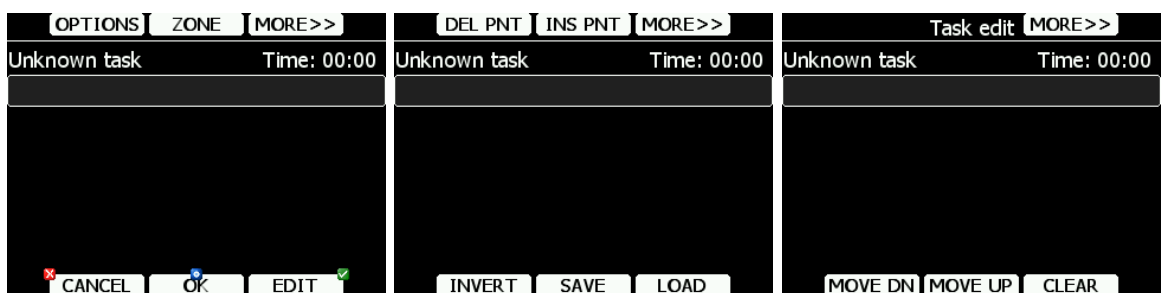 OPTIONS ZONE MORE>>
Unknown task Time: 00:00
CANCEL OK EDIT
DEL PNT INS PNT MORE>>
Unknown task Time: 00:00
INVERT SAVE LOAD
Task edit MORE>>
Unknown task Time: 00:00
MOVE DN MOVE UP CLEAR